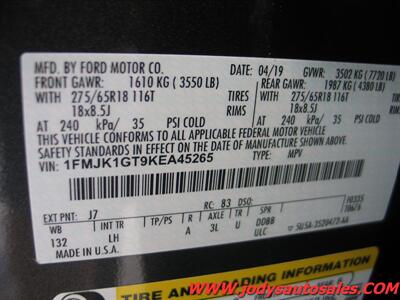 MFD. BY FORD MOTOR CO.
DATE: 04/19 GVWR: 3502 KG ( 7720 LB)
FRONT GAWR: 1610 KG ( 3550 LB) REAR GAWR: 1987 KG ( 4380 LB)
WITH 275/65R18 116T TIRES WITH 275/65R18 116T
18x8.5J RIMS 18x8.5J
AT 240 kPa/ 35 PSI COLD AT 240 kPa/ 35 PSI COLD
THIS VEHICLE CONFORMS TO ALL APPLICABLE FEDERAL MOTOR VEHICLE
SAFETY AND THEFT PREVENTION STANDARDS IN EFFECT ON THE DATE OF MANUFACTURE
SHOWN ABOVE.
VIN: 1FMJK1GT9KEA45265
TYPE: MPV
EXT PNT: J7 RC: 83 DSO:
WB BRK INT TR TP/PS R AXLE TR SPR
132 LH A 3L U DDBB
ULC
TIRE AND LOADING INFORMATION
www.jodysautosales.com